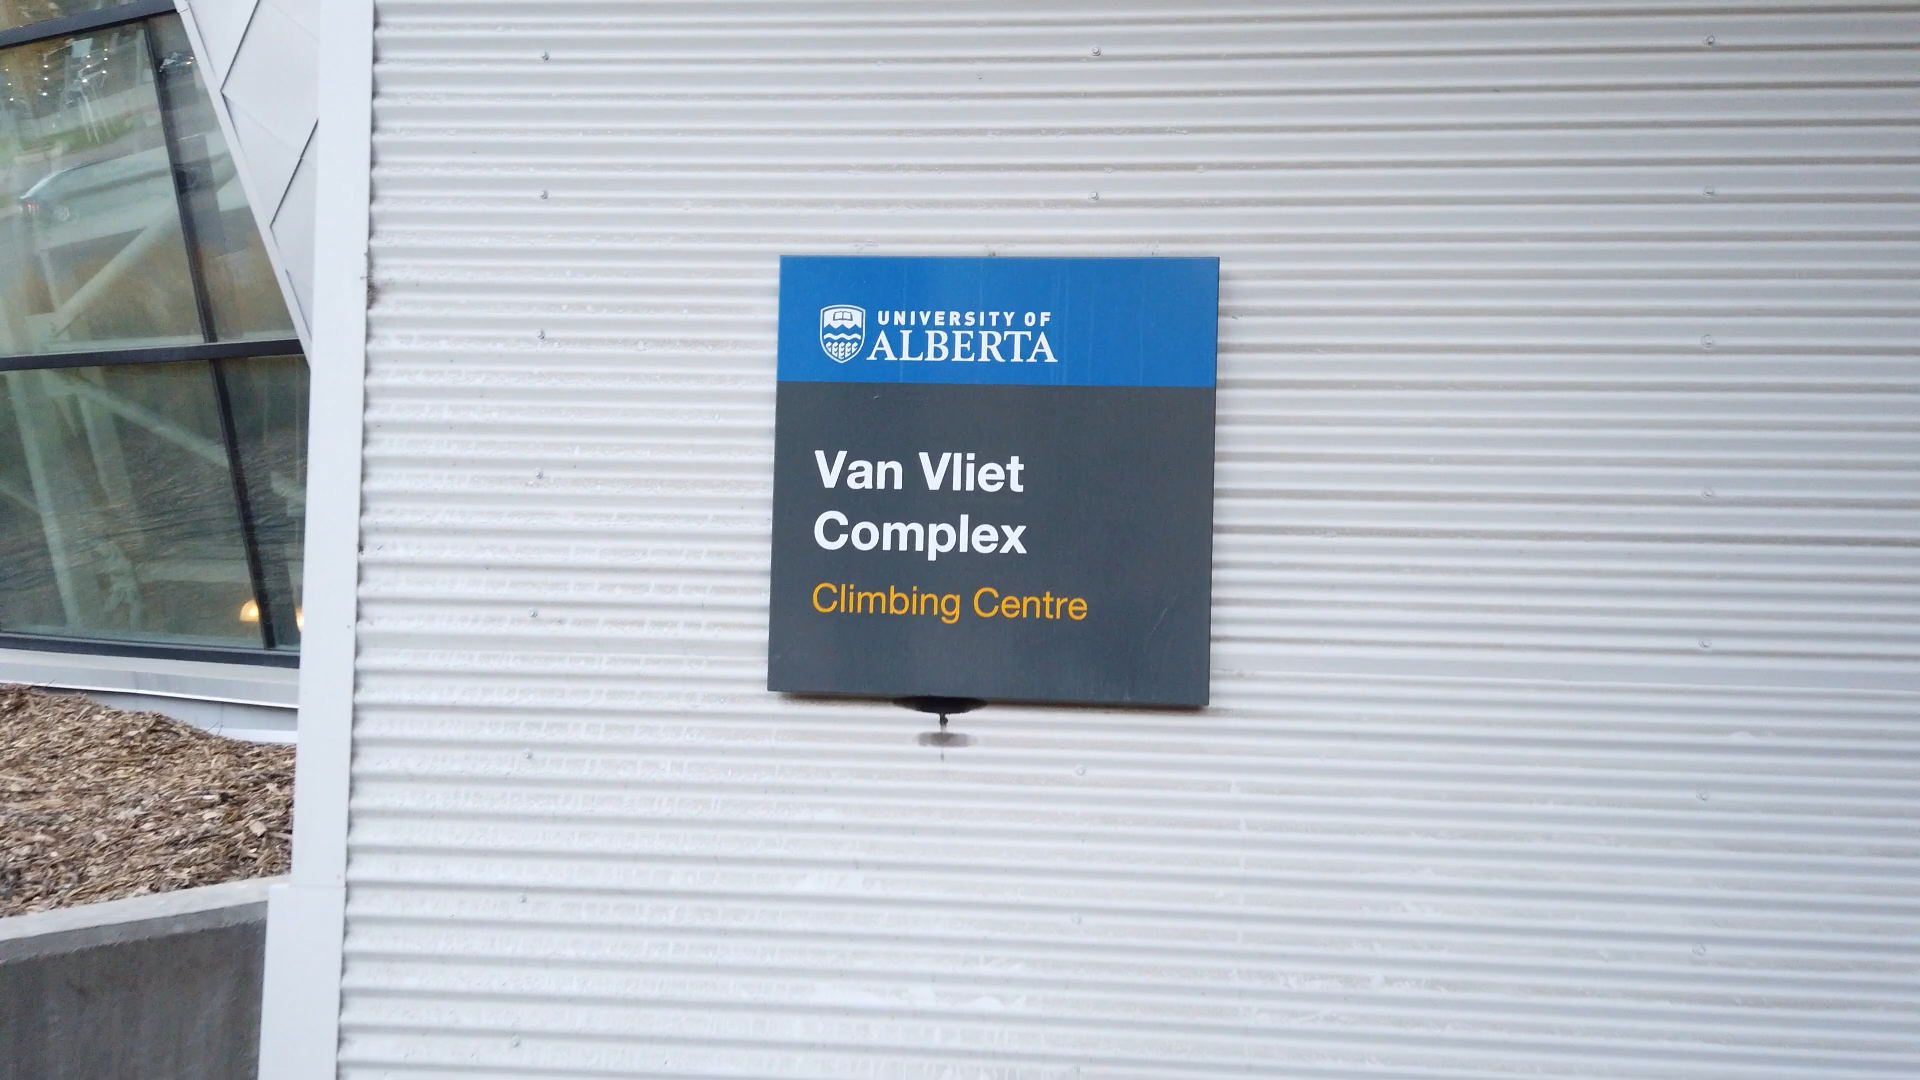 UNIVERSITY OF
ALBERTA
Van Vliet
Complex
Climbing Centre